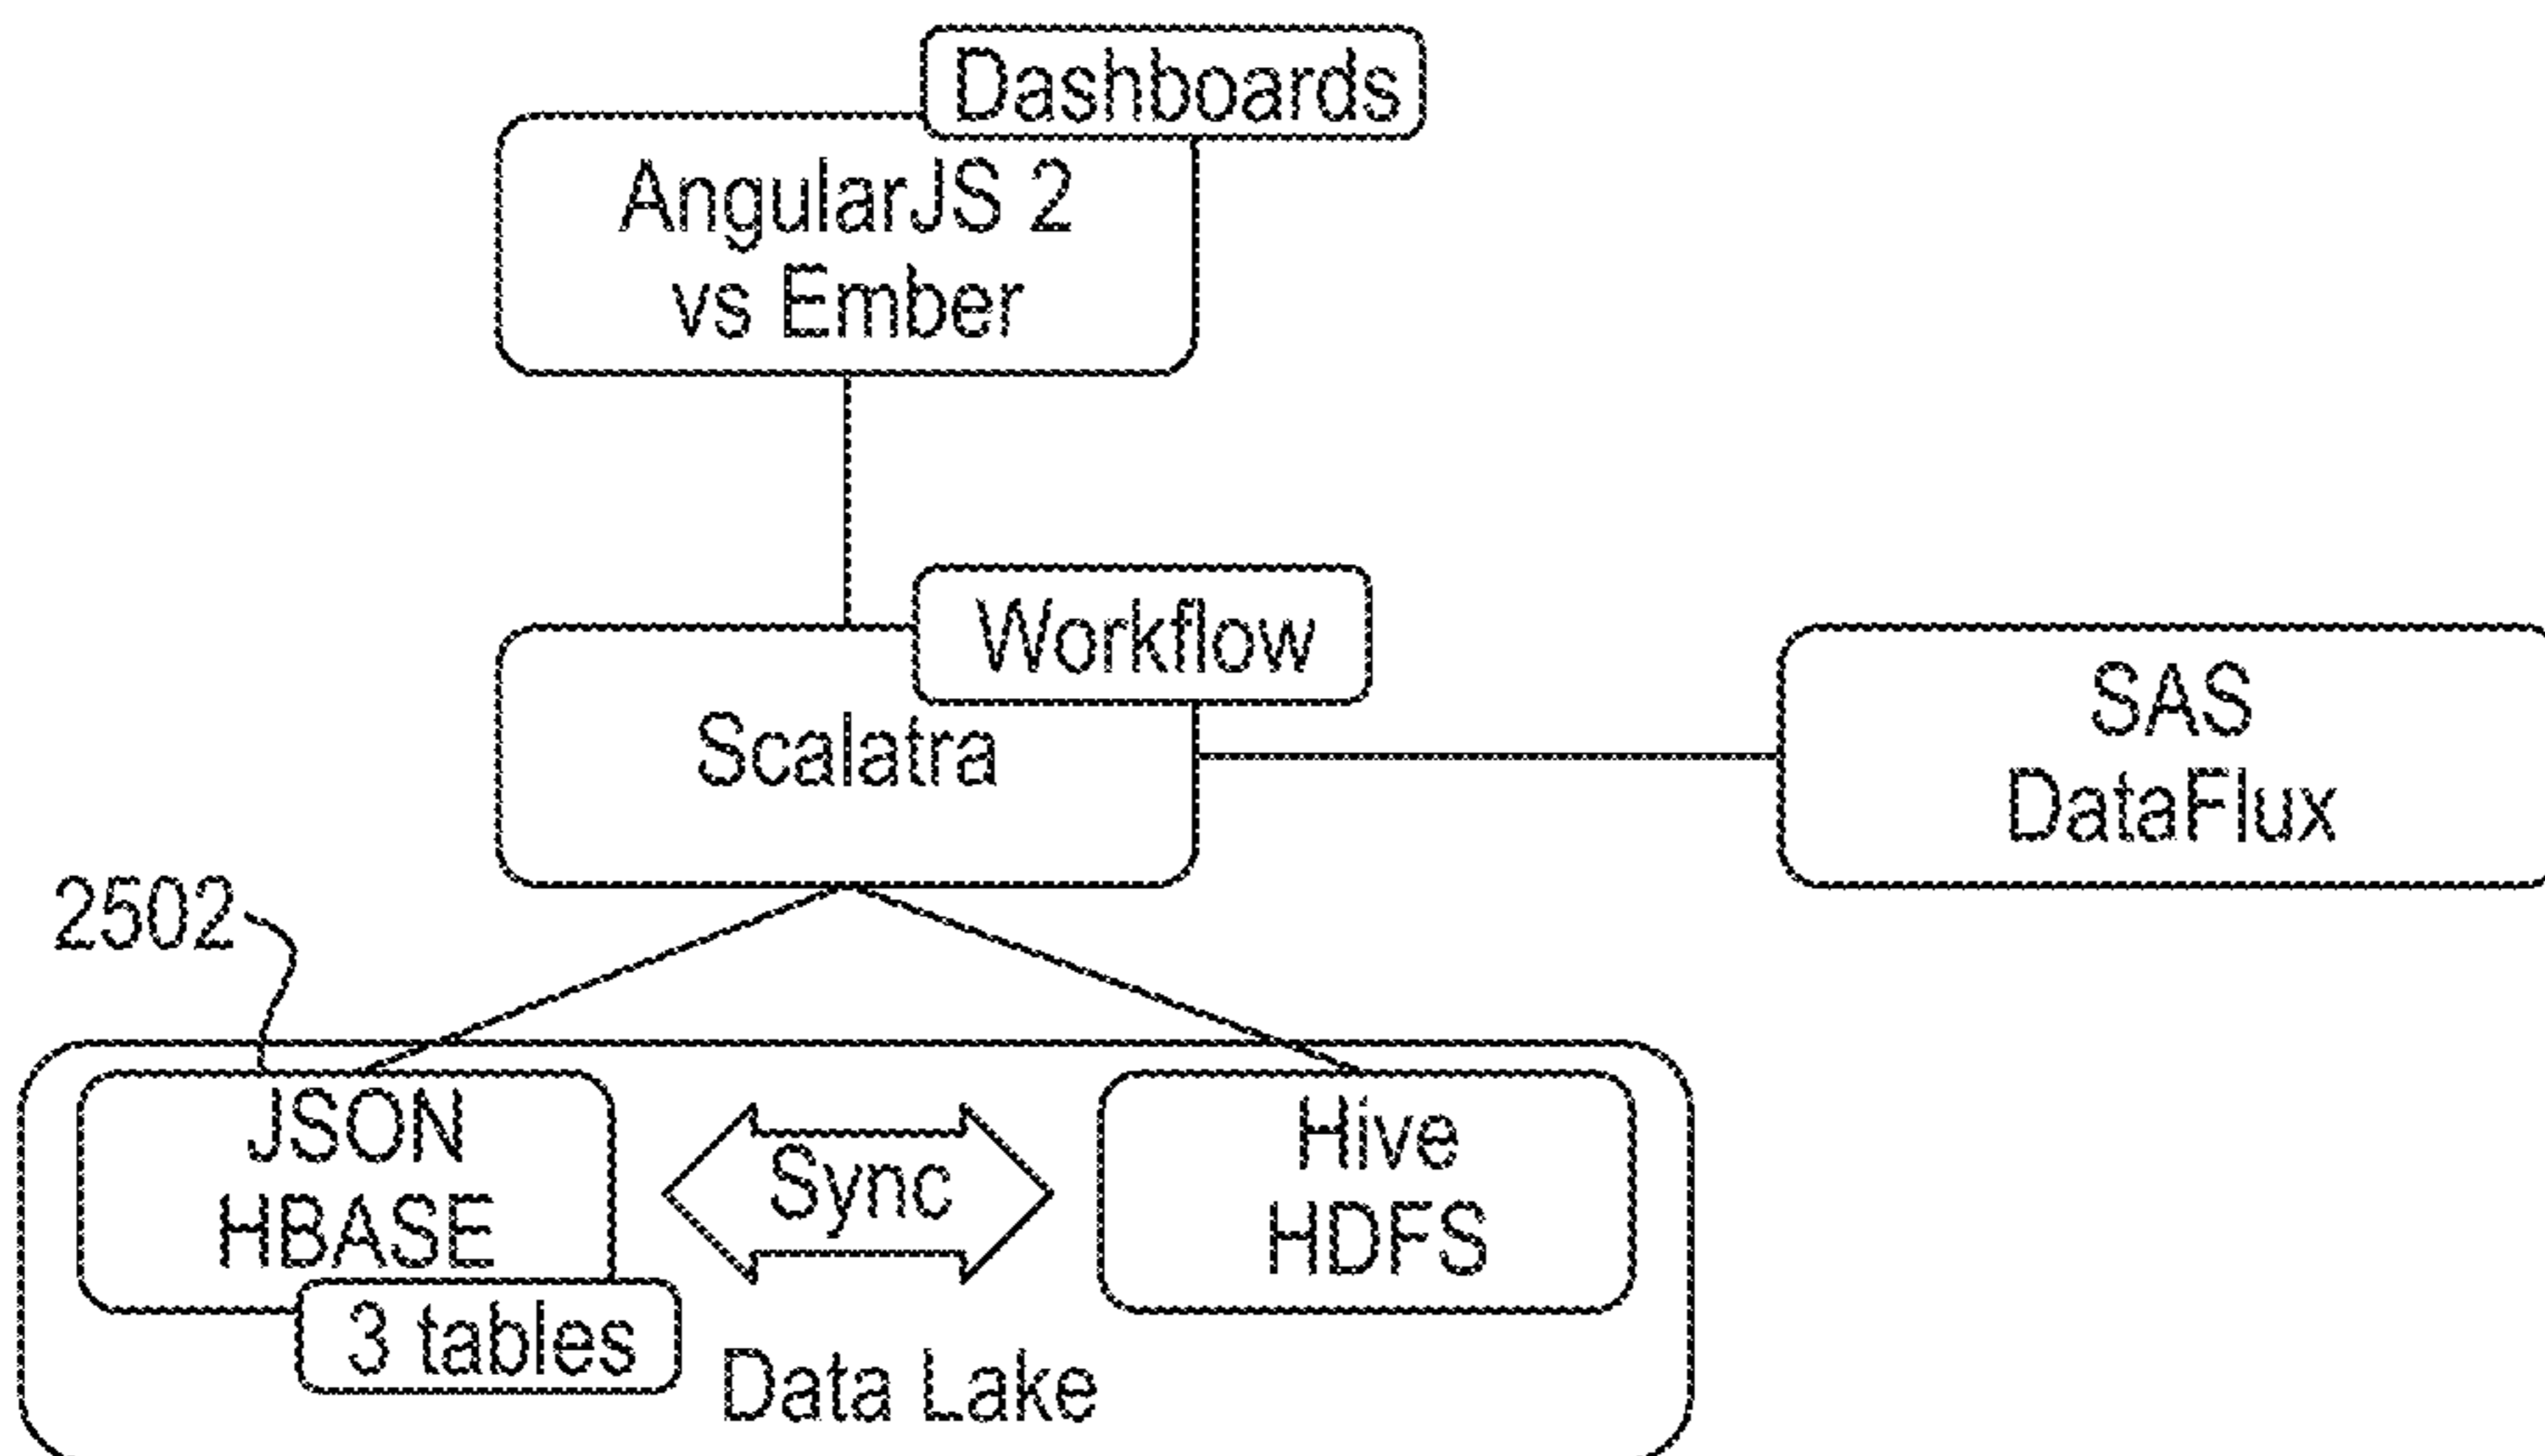 Dashboards
AngularJS 2
vs Ember
Workflow
Scalatra
SAS
DataFlux
2502
JSON
HBASE
3 tables
Sync
Hive
HDFS
Data Lake